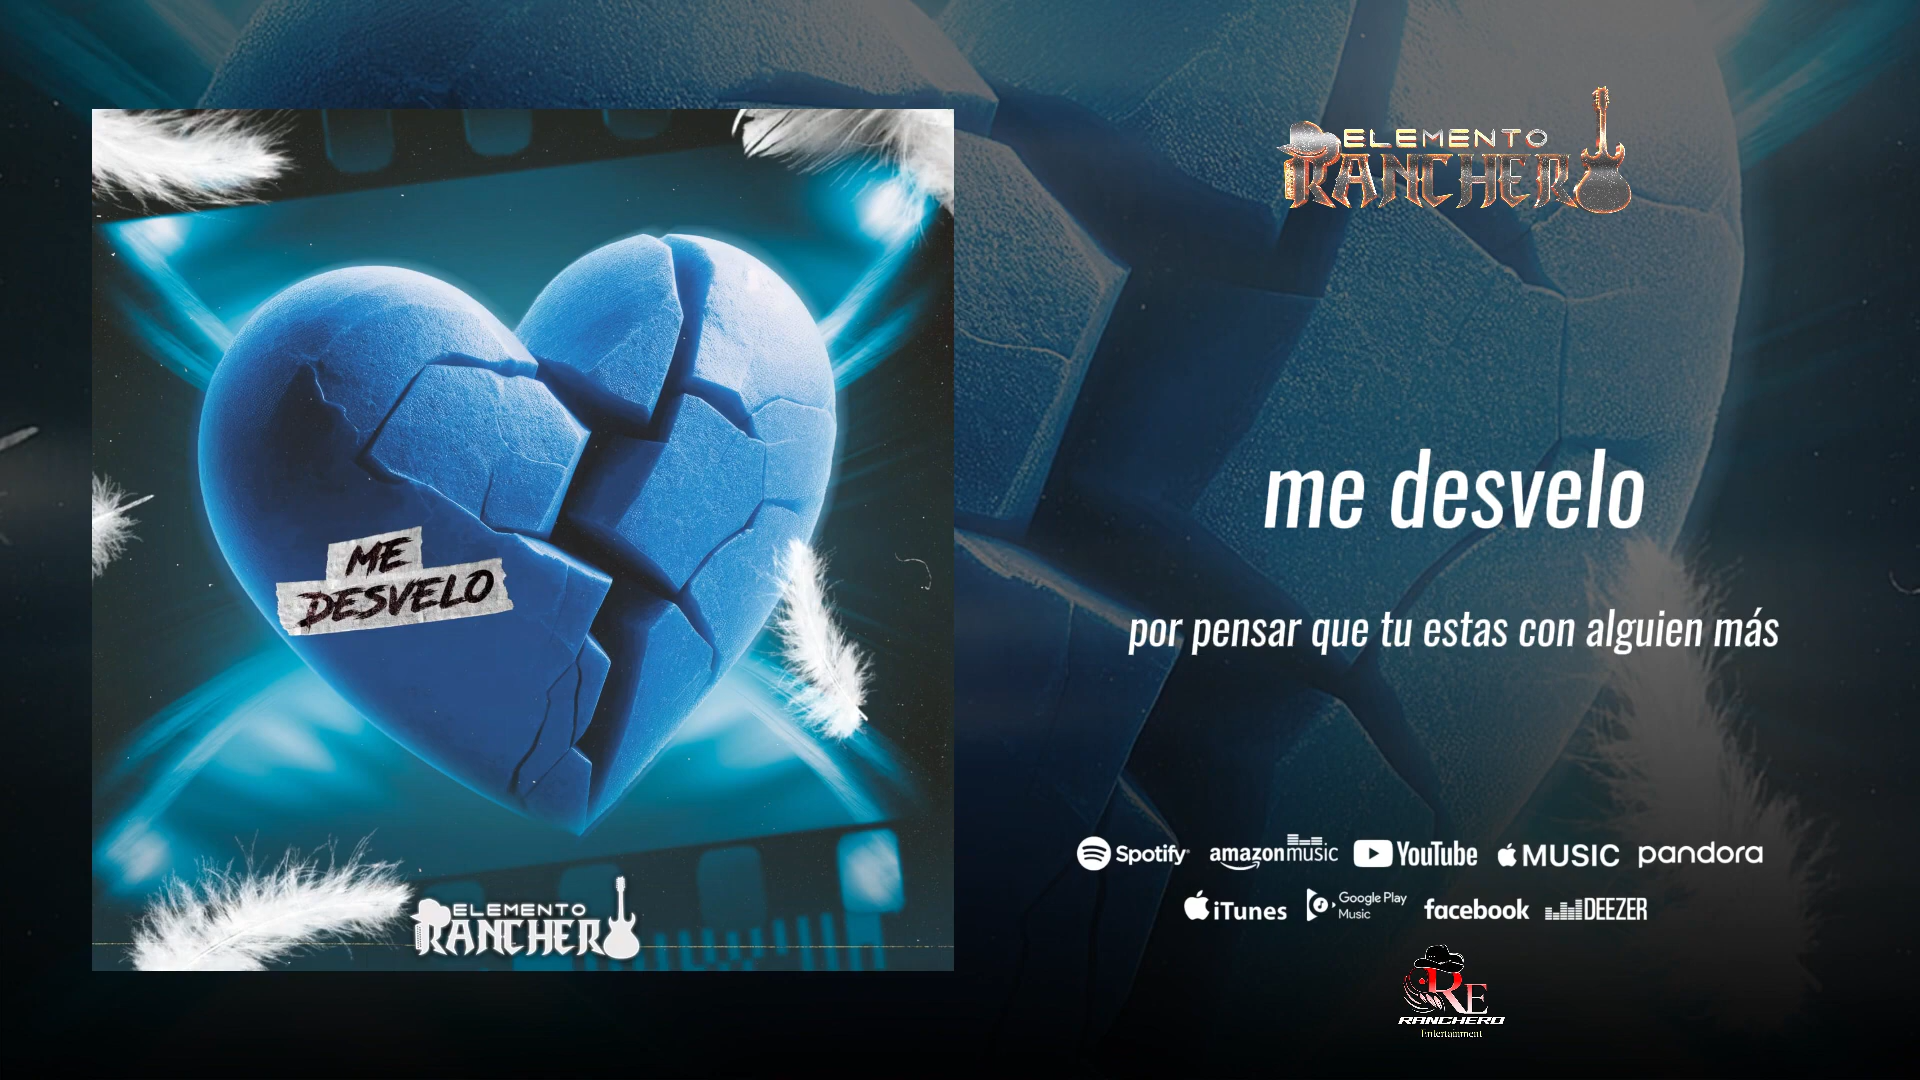 ME
DESVELO
ELEMENTO
RANCHERO
ELEMENTO
RANCHERO
me desvelo
por pensar que tu estas con alguien más
Spotify amazon music YouTube MUSIC pandora
iTunes Google Play Music facebook DEEZER
RE
RANCHERO
Entertainment